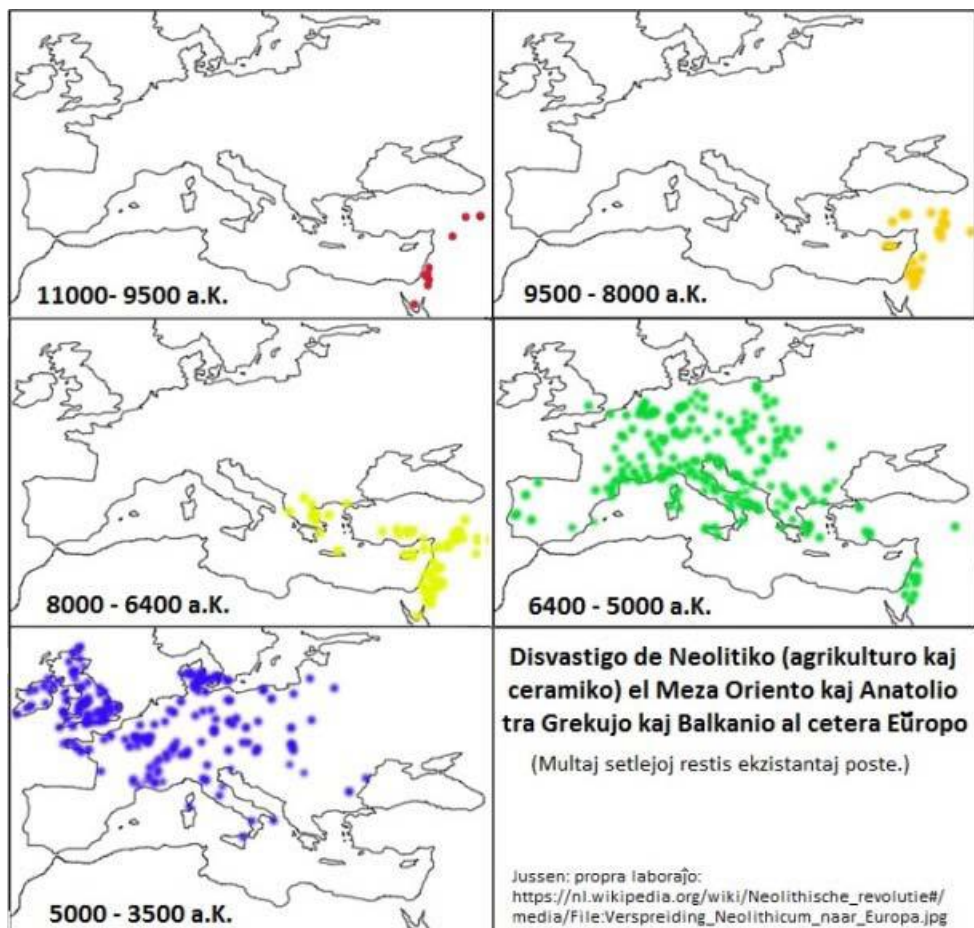 11000- 9500 a.K.
9500 - 8000 a.K.
8000 - 6400 a.K.
6400 - 5000 a.K.
5000 - 3500 a.K.
Disvastigo de Neolitiko (agrikulturo kaj
ceramiko) el Meza Oriento kaj Anatolio
tra Grekujo kaj Balkanio al cetera Eŭropo
(Multaj setlejoj restis ekzistantaj poste.)
Jussen: propra laboraĵo:
https://nl.wikipedia.org/wiki/Neolithische_revolutie#/
media/File:Verspreiding_Neolithicum_naar_Europa.jpg